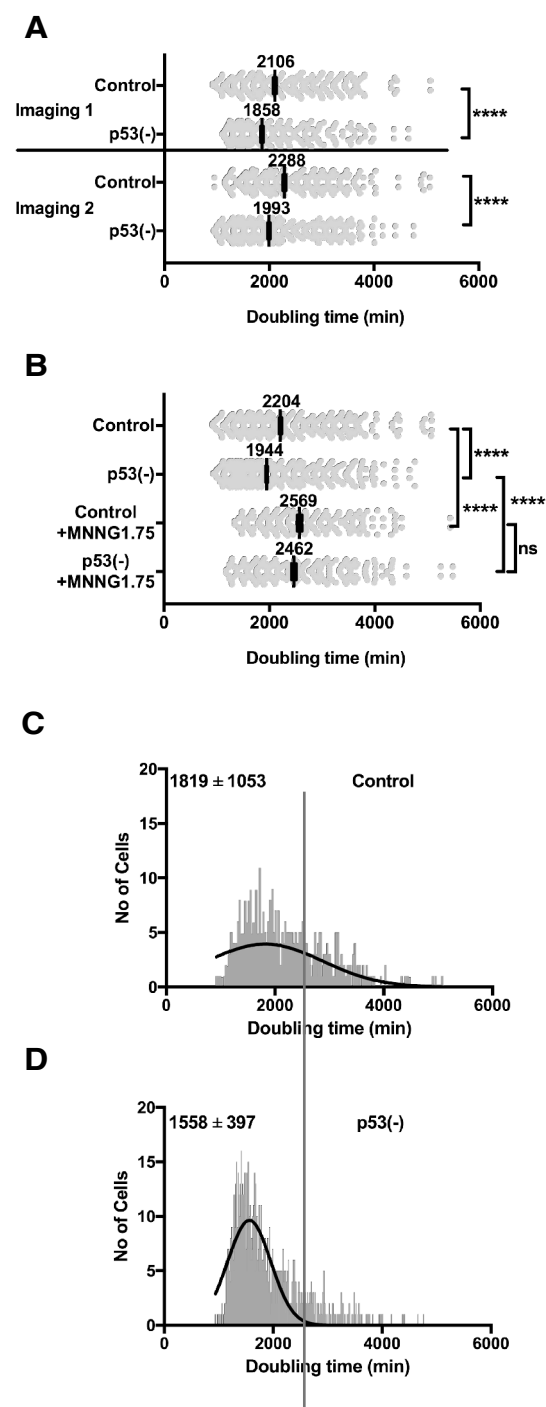 A
2106
Control
Imaging 1
1858
****
p53(-)
2288
Control
Imaging 2
1993
****
p53(-)
0 2000 4000 6000
Doubling time (min)
B
2204
Control
1944
****
p53(-)
2569
Control
+MNNG1.75
**** ****
2462
ns
p53(-)
+MNNG1.75
0 2000 4000 6000
Doubling time (min)
C
20
1819 ± 1053 Control
15
10
5
0
No of Cells
0 2000 4000 6000
Doubling time (min)
D
20
1558 ± 397 p53(-)
15
10
5
0
No of Cells
0 2000 4000 6000
Doubling time (min)